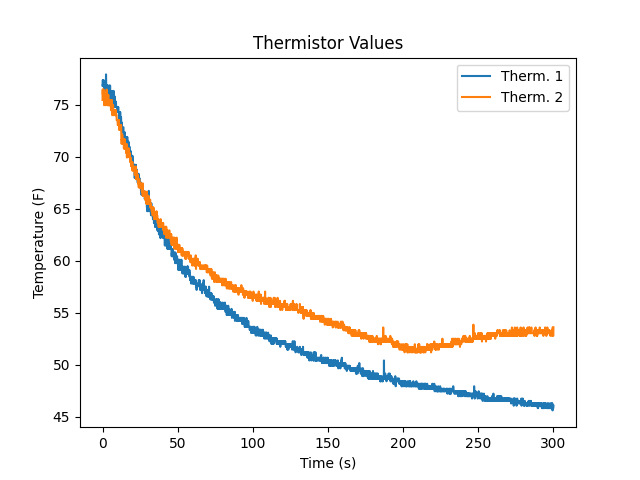 Thermistor Values
Therm. 1
Therm. 2
Temperature (F)
75
70
65
60
55
50
45
0 50 100 150 200 250 300
Time (s)